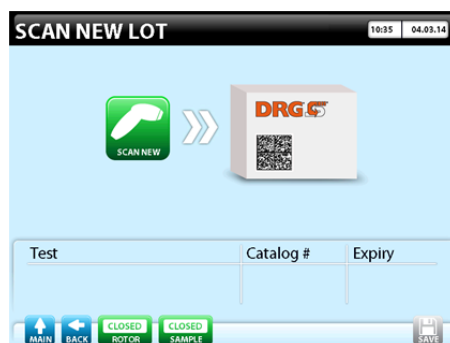 SCAN NEW LOT
10:35 04.03.14
DRG
SCAN NEW
Test Catalog # Expiry
MAIN BACK CLOSED ROTOR CLOSED SAMPLE SAVE